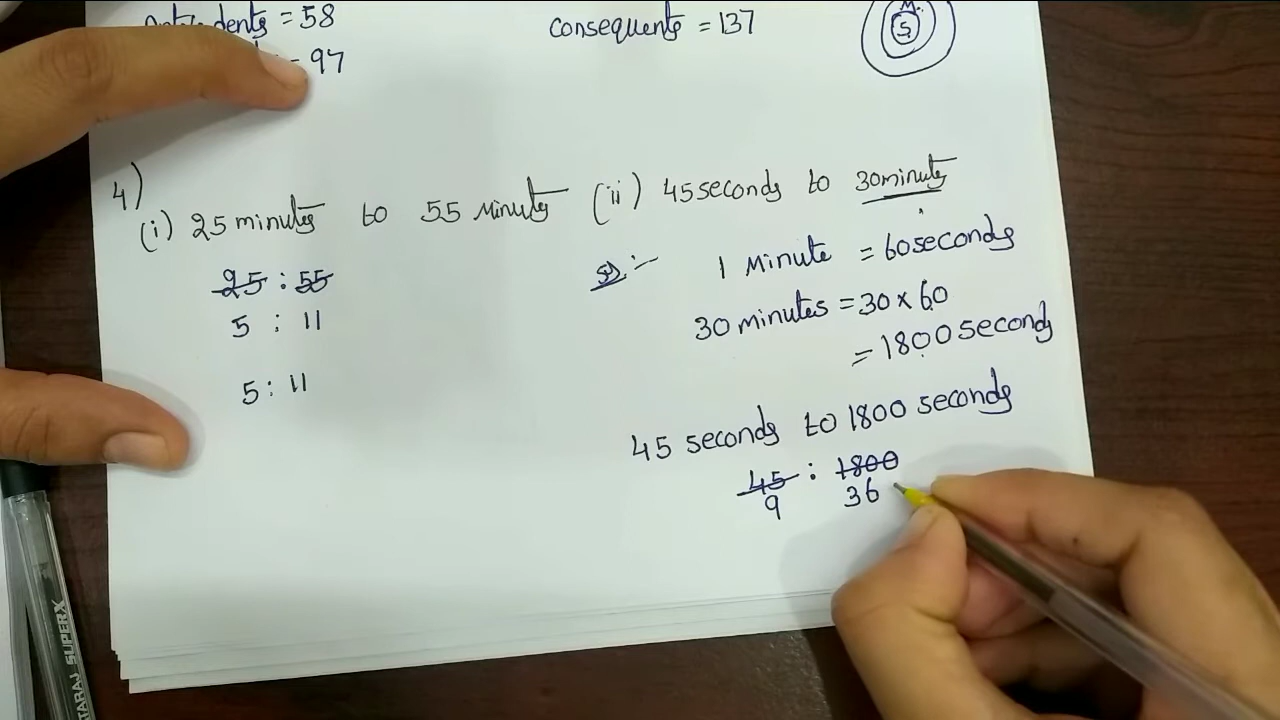 = 58
consequents = 137
M.
S
- 97
4)
(i) 25 minutes to 55 Minutes (ii) 45 seconds to 30 minutes
25 : 55
5 : 11
5 : 11
Sol:-
1 Minute = 60 seconds
30 minutes = 30 x 60
= 1800 seconds
45 seconds to 1800 seconds
45 : 1800
9 36
ATARAJ SUPERX